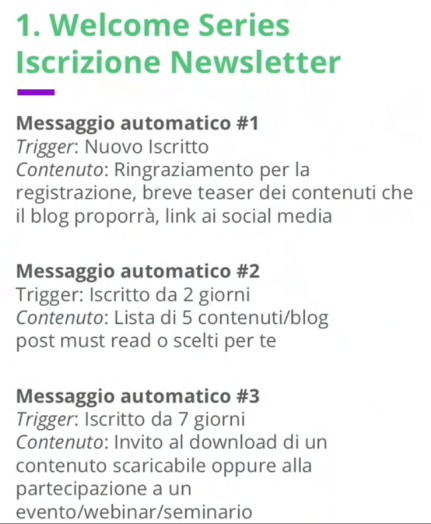 1. Welcome Series
Iscrizione Newsletter
Messaggio automatico #1
Trigger: Nuovo Iscritto
Contenuto: Ringraziamento per la
registrazione, breve teaser dei contenuti che
il blog proporrà, link ai social media
Messaggio automatico #2
Trigger: Iscritto da 2 giorni
Contenuto: Lista di 5 contenuti/blog
post must read o scelti per te
Messaggio automatico #3
Trigger: Iscritto da 7 giorni
Contenuto: Invito al download di un
contenuto scaricabile oppure alla
partecipazione a un
evento/webinar/seminario